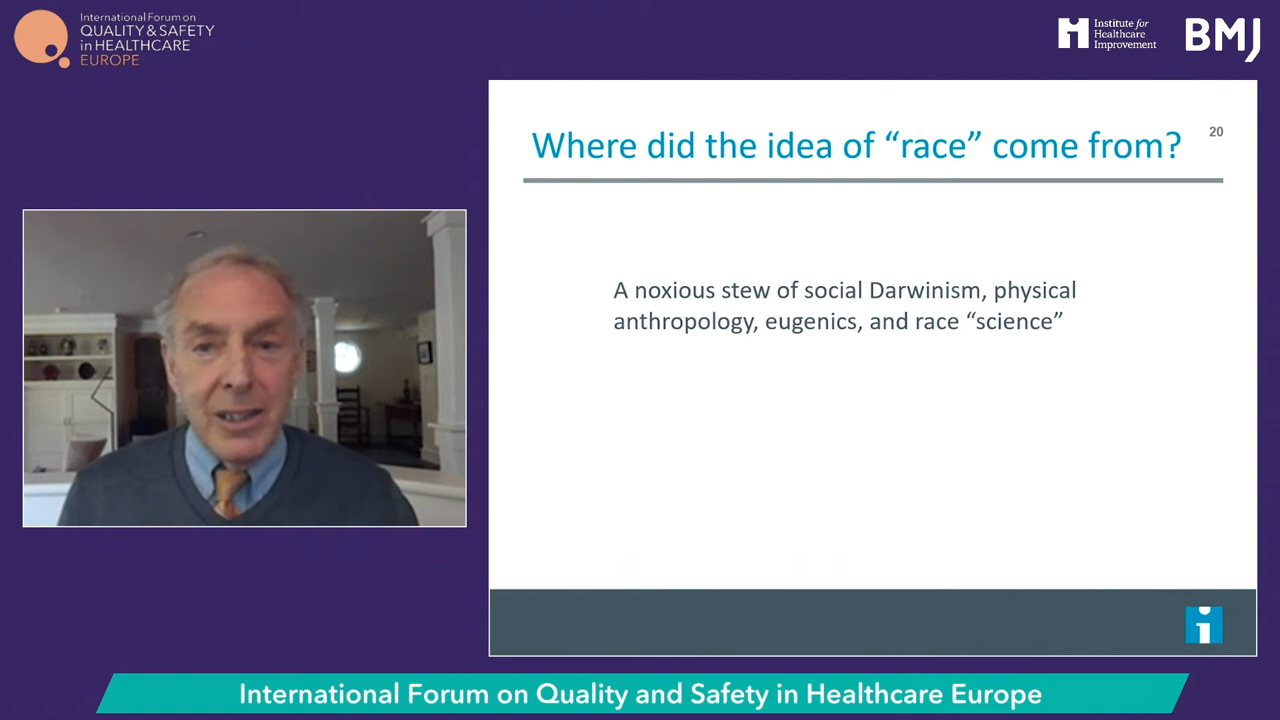 International Forum on
QUALITY & SAFETY
in HEALTHCARE
EUROPE
Institute for
Healthcare
Improvement
BMJ
Where did the idea of “race” come from?
20
A noxious stew of social Darwinism, physical
anthropology, eugenics, and race “science”
International Forum on Quality and Safety in Healthcare Europe